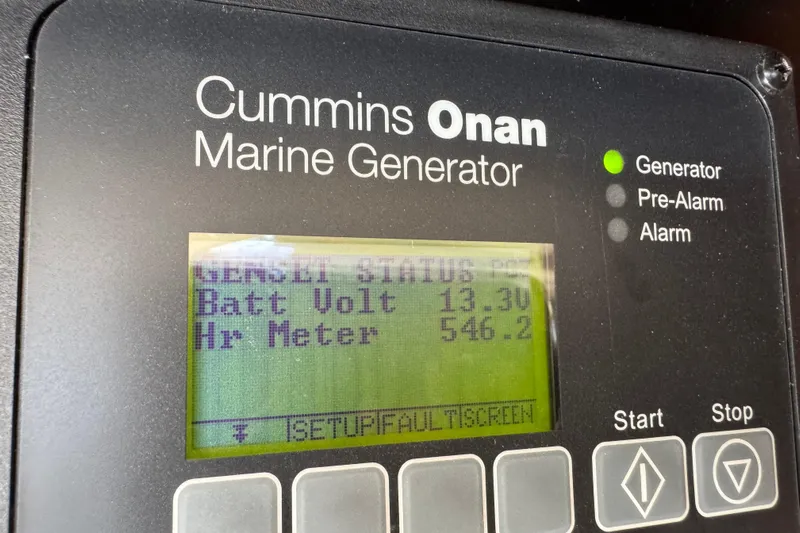 Cummins Onan
Marine Generator
Generator
Pre-Alarm
Alarm
GENSET STATUS
Batt Volt 13.3V
Hr Meter 546.2
SETUP|FAULT|SCREEN
Start
Stop